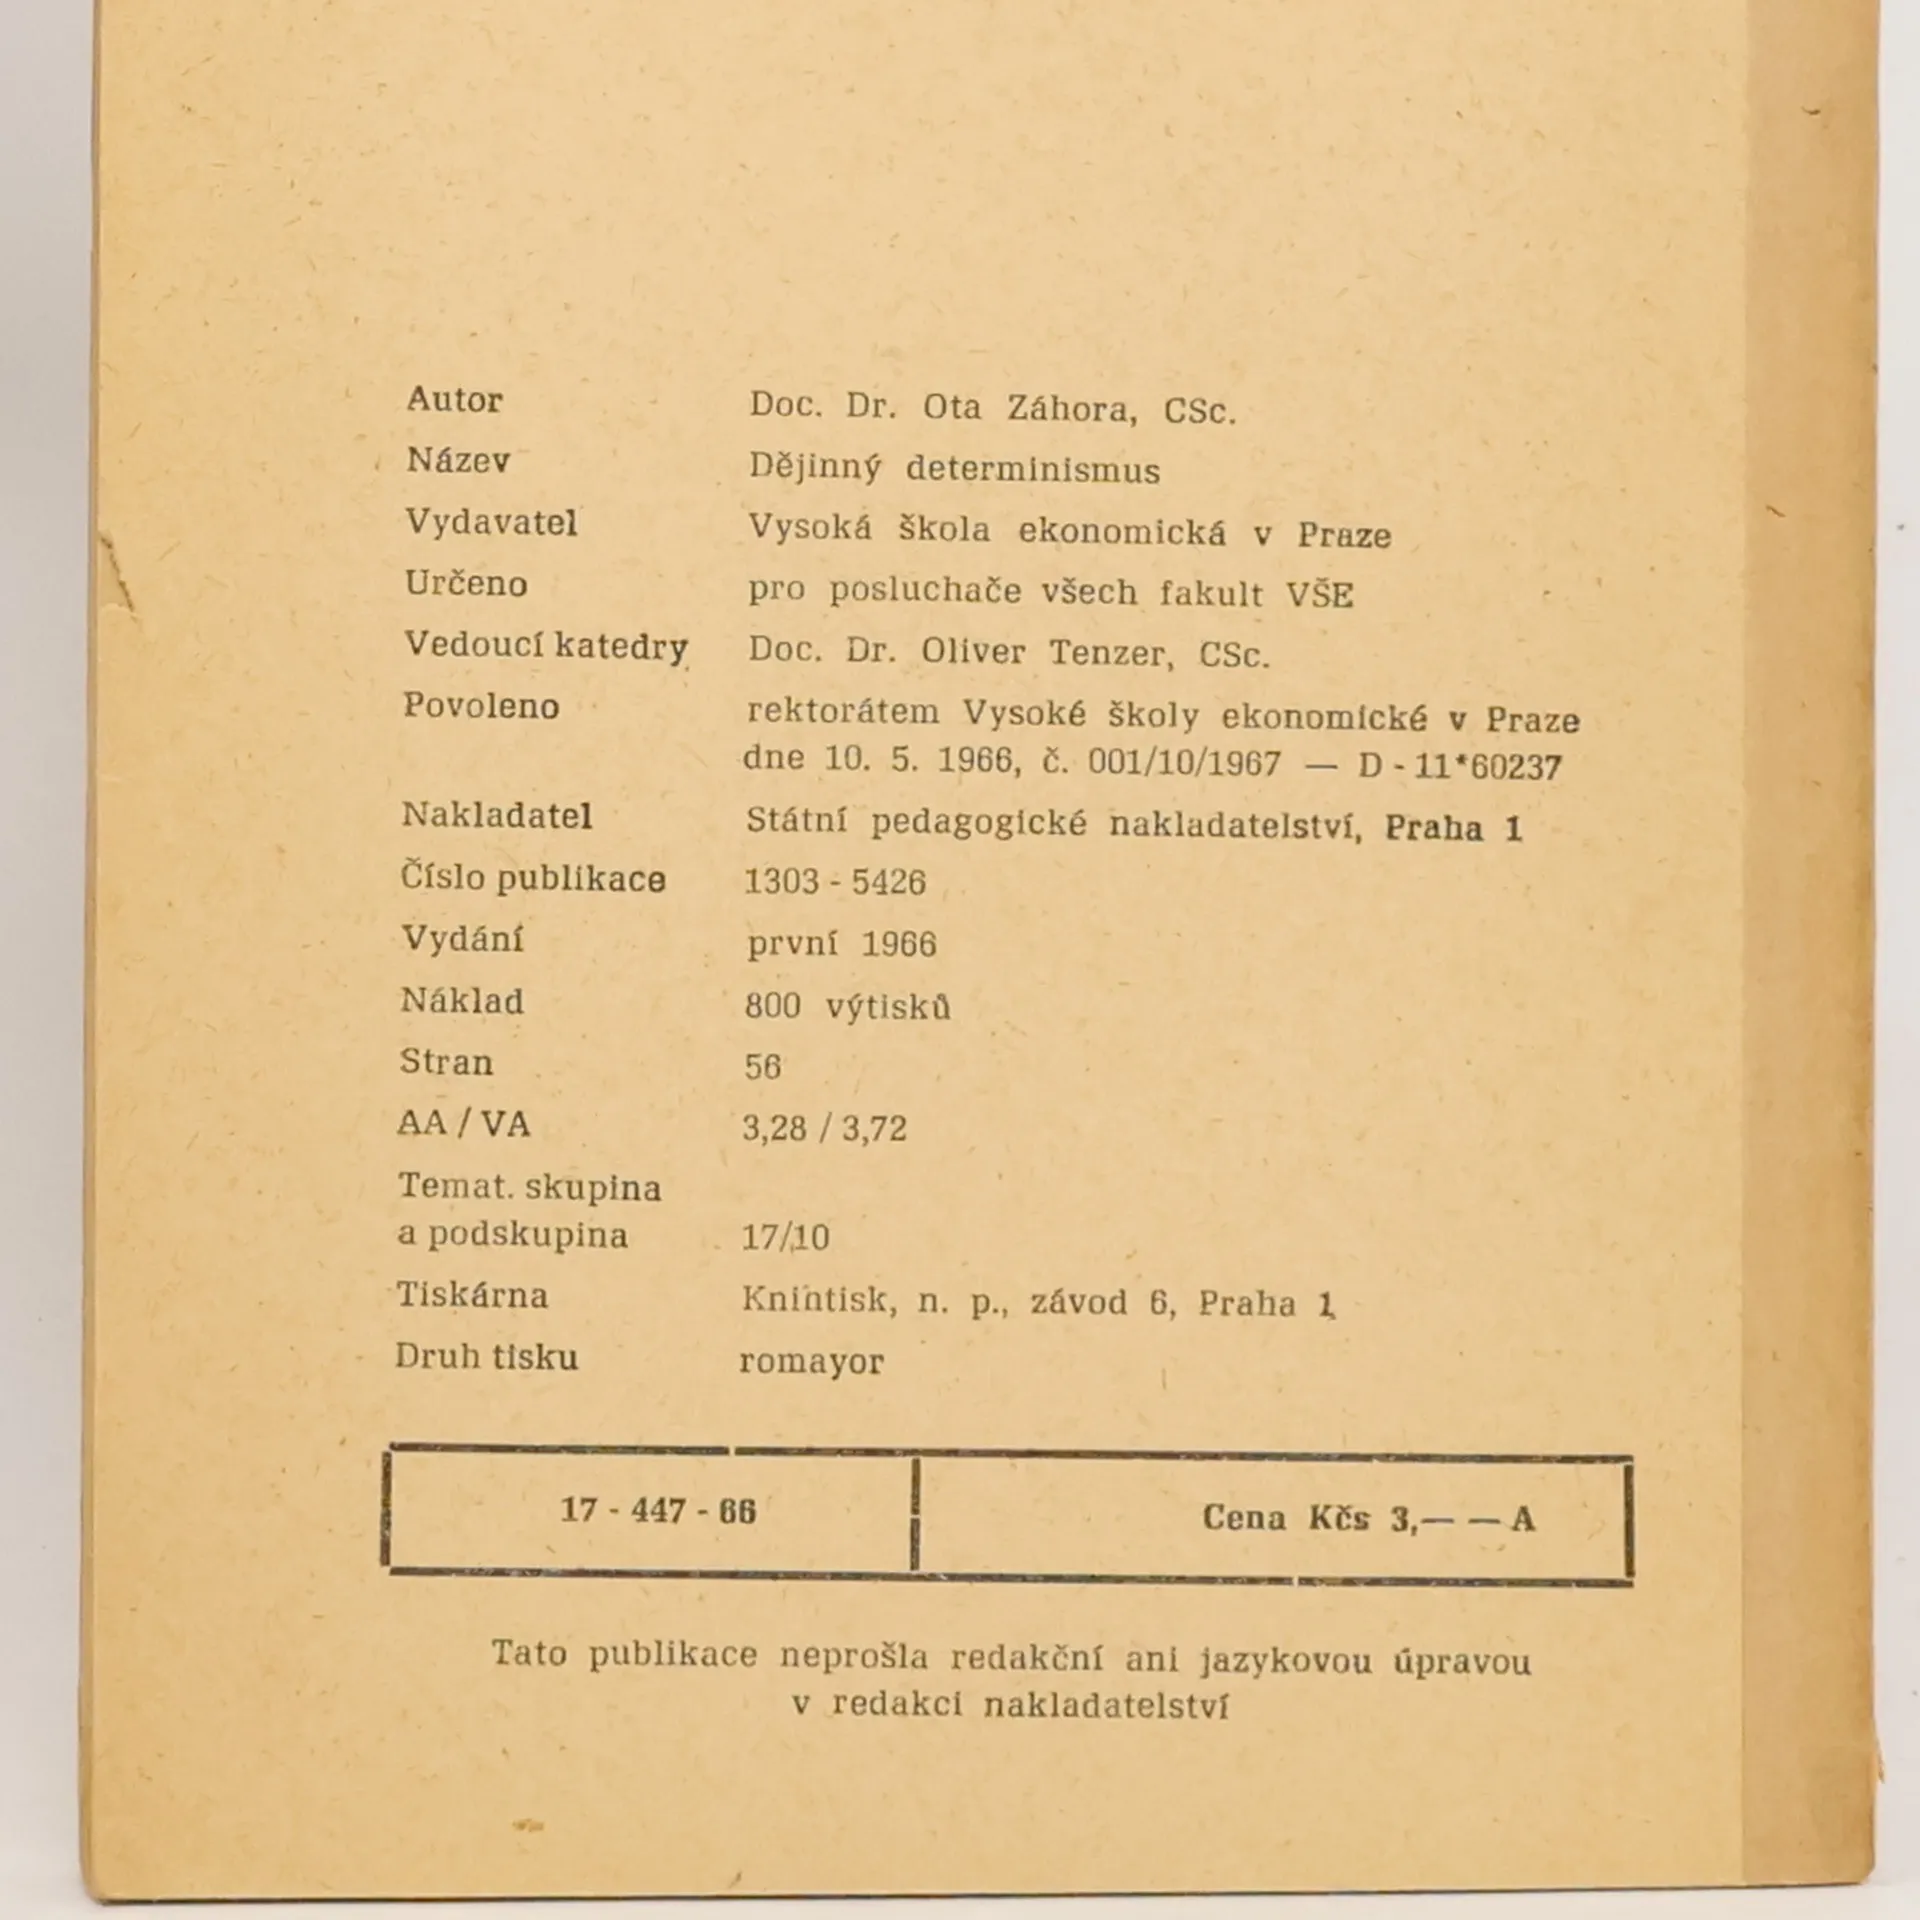 Autor Doc. Dr. Ota Záhora, CSc.
Název Dějinný determinismus
Vydavatel Vysoká škola ekonomická v Praze
Určeno pro posluchače všech fakult VŠE
Vedoucí katedry Doc. Dr. Oliver Tenzer, CSc.
Povoleno rektorátem Vysoké školy ekonomické v Praze
dne 10. 5. 1966, č. 001/10/1967 — D - 11*60237
Nakladatel Státní pedagogické nakladatelství, Praha 1
Číslo publikace 1303 - 5426
Vydání první 1966
Náklad 800 výtisků
Stran 56
AA / VA 3,28 / 3,72
Temat. skupina
a podskupina 17/10
Tiskárna Knihtisk, n. p., závod 6, Praha 1
Druh tisku romayor
17 - 447 - 66 Cena Kčs 3,— — A
Tato publikace neprošla redakční ani jazykovou úpravou
v redakci nakladatelství